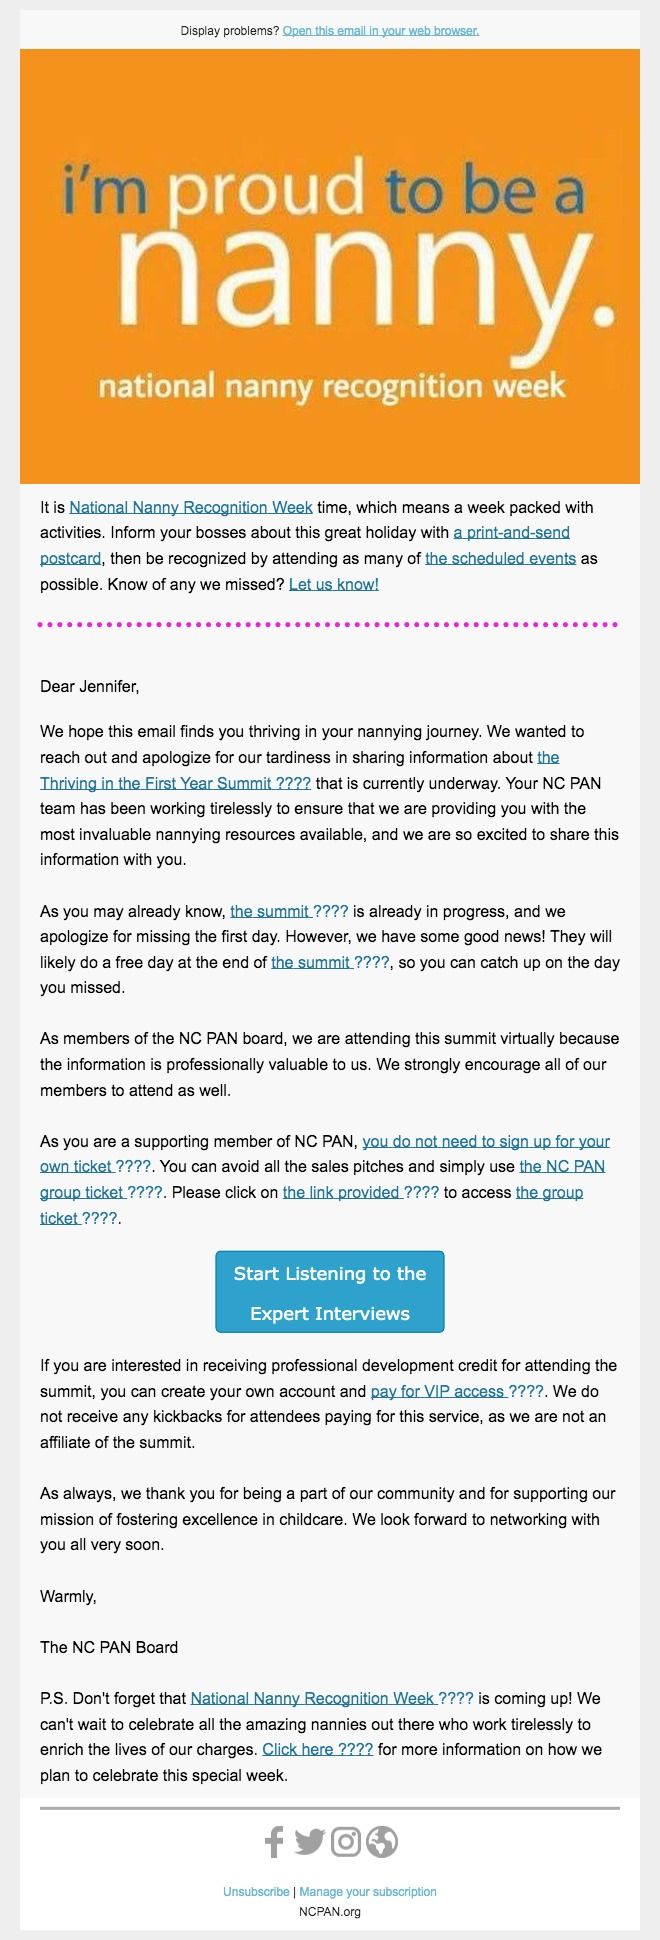 Display problems? Open this email in your web browser.
i'm proud to be a
nanny.
national nanny recognition week
It is National Nanny Recognition Week time, which means a week packed with
activities. Inform your bosses about this great holiday with a print-and-send
postcard, then be recognized by attending as many of the scheduled events as
possible. Know of any we missed? Let us know!
Dear Jennifer,
We hope this email finds you thriving in your nannying journey. We wanted to
reach out and apologize for our tardiness in sharing information about the
Thriving in the First Year Summit ???? that is currently underway. Your NC PAN
team has been working tirelessly to ensure that we are providing you with the
most invaluable nannying resources available, and we are so excited to share this
information with you.
As you may already know, the summit ???? is already in progress, and we
apologize for missing the first day. However, we have some good news! They will
likely do a free day at the end of the summit ????, so you can catch up on the day
you missed.
As members of the NC PAN board, we are attending this summit virtually because
the information is professionally valuable to us. We strongly encourage all of our
members to attend as well.
As you are a supporting member of NC PAN, you do not need to sign up for your
own ticket ????. You can avoid all the sales pitches and simply use the NC PAN
group ticket ????. Please click on the link provided ???? to access the group
ticket ????.
Start Listening to the
Expert Interviews
If you are interested in receiving professional development credit for attending the
summit, you can create your own account and pay for VIP access ????. We do
not receive any kickbacks for attendees paying for this service, as we are not an
affiliate of the summit.
As always, we thank you for being a part of our community and for supporting our
mission of fostering excellence in childcare. We look forward to networking with
you all very soon.
Warmly,
The NC PAN Board
P.S. Don't forget that National Nanny Recognition Week ???? is coming up! We
can't wait to celebrate all the amazing nannies out there who work tirelessly to
enrich the lives of our charges. Click here ???? for more information on how we
plan to celebrate this special week.
Unsubscribe | Manage your subscription
NCPAN.org